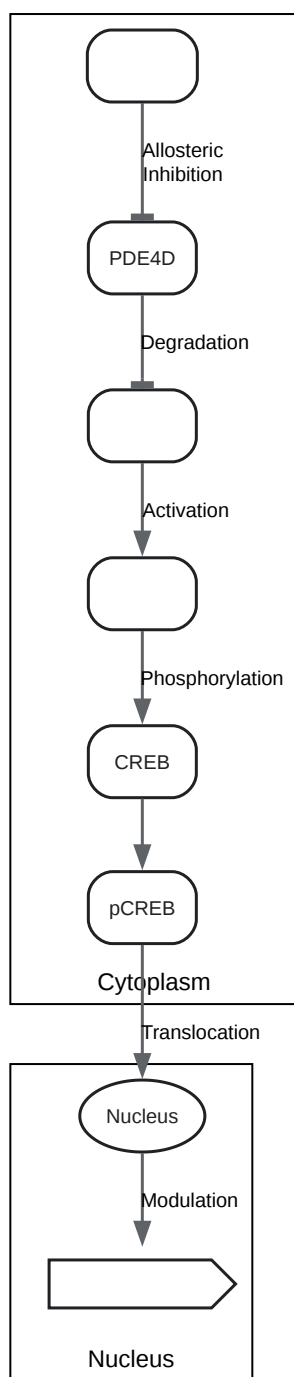 Allosteric
Inhibition
PDE4D
Degradation
Activation
Phosphorylation
CREB
pCREB
Cytoplasm
Translocation
Nucleus
Modulation
Nucleus